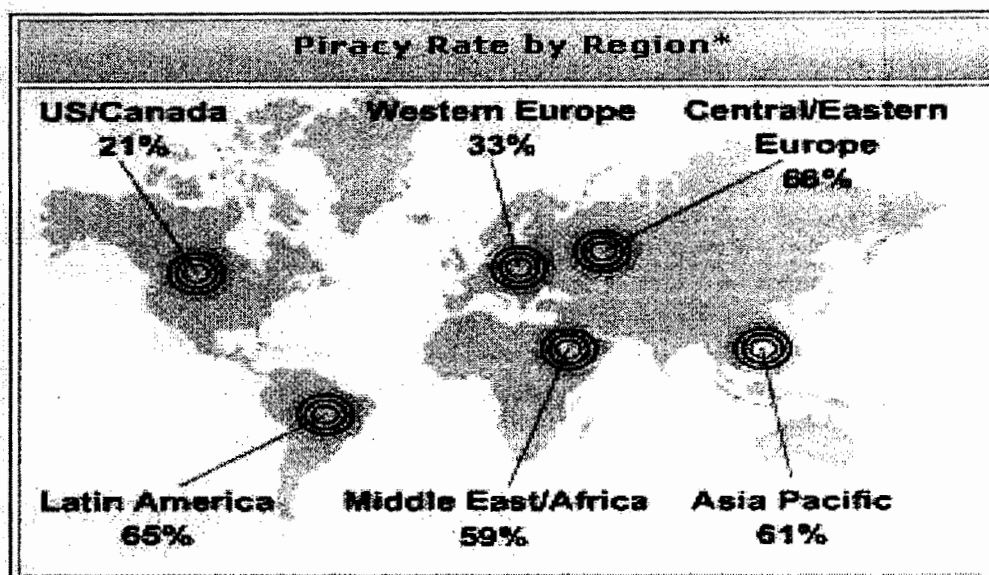 Piracy Rate by Region*
US/Canada
21%
Western Europe
33%
Central/Eastern
Europe
66%
Latin America
65%
Middle East/Africa
59%
Asia Pacific
61%